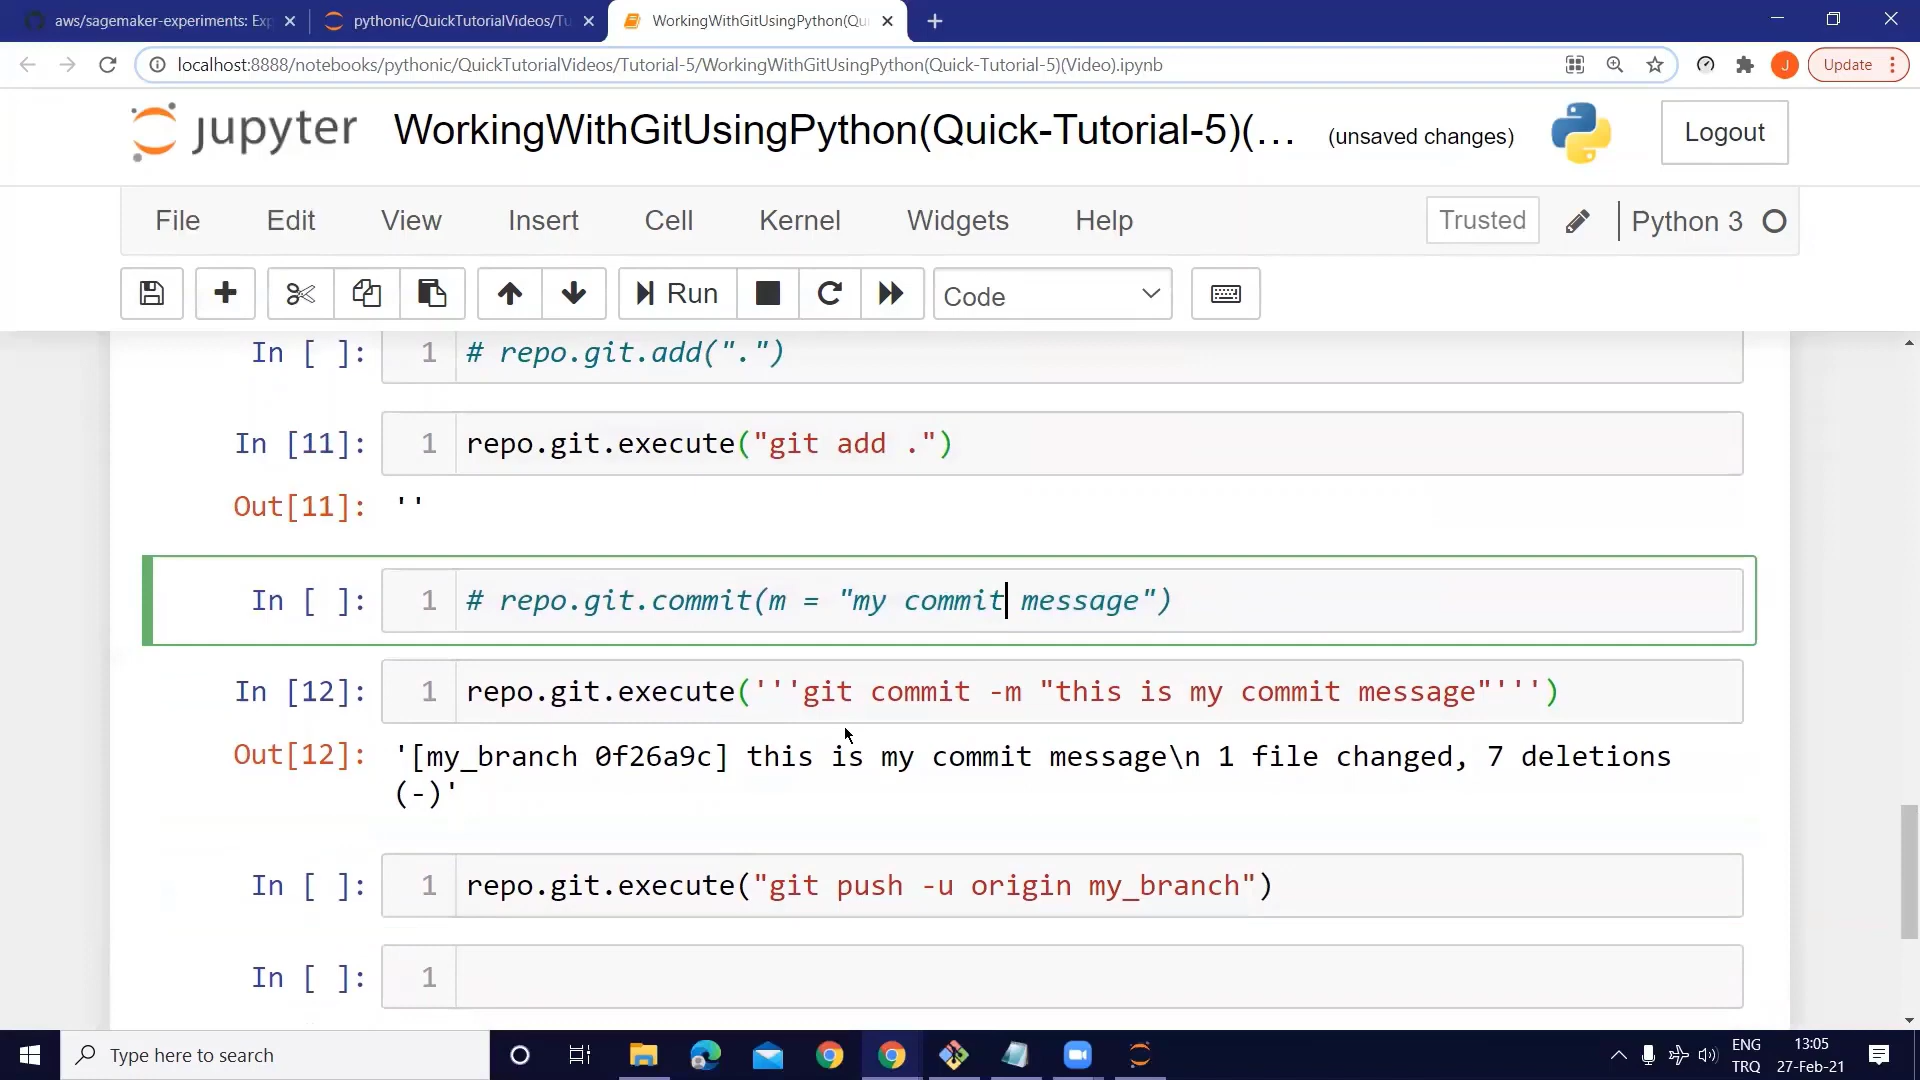 aws/sagemaker-experiments: Exp
pythonic/QuickTutorialVideos/Tu
WorkingWithGitUsingPython(Qu
localhost:8888/notebooks/pythonic/QuickTutorialVideos/Tutorial-5/WorkingWithGitUsingPython(Quick-Tutorial-5)(Video).ipynb
J
Update
jupyter WorkingWithGitUsingPython(Quick-Tutorial-5)(... (unsaved changes)
Logout
File Edit View Insert Cell Kernel Widgets Help
Trusted
Python 3
Run
Code
In [ ]: 1 # repo.git.add(".")
In [11]: 1 repo.git.execute("git add .")
Out[11]: ''
In [ ]: 1 # repo.git.commit(m = "my commit message")
In [12]: 1 repo.git.execute('''git commit -m "this is my commit message"''')
Out[12]: '[my_branch 0f26a9c] this is my commit message\n 1 file changed, 7 deletions
(-)'
In [ ]: 1 repo.git.execute("git push -u origin my_branch")
In [ ]: 1
Type here to search
ENG
TRQ
13:05
27-Feb-21